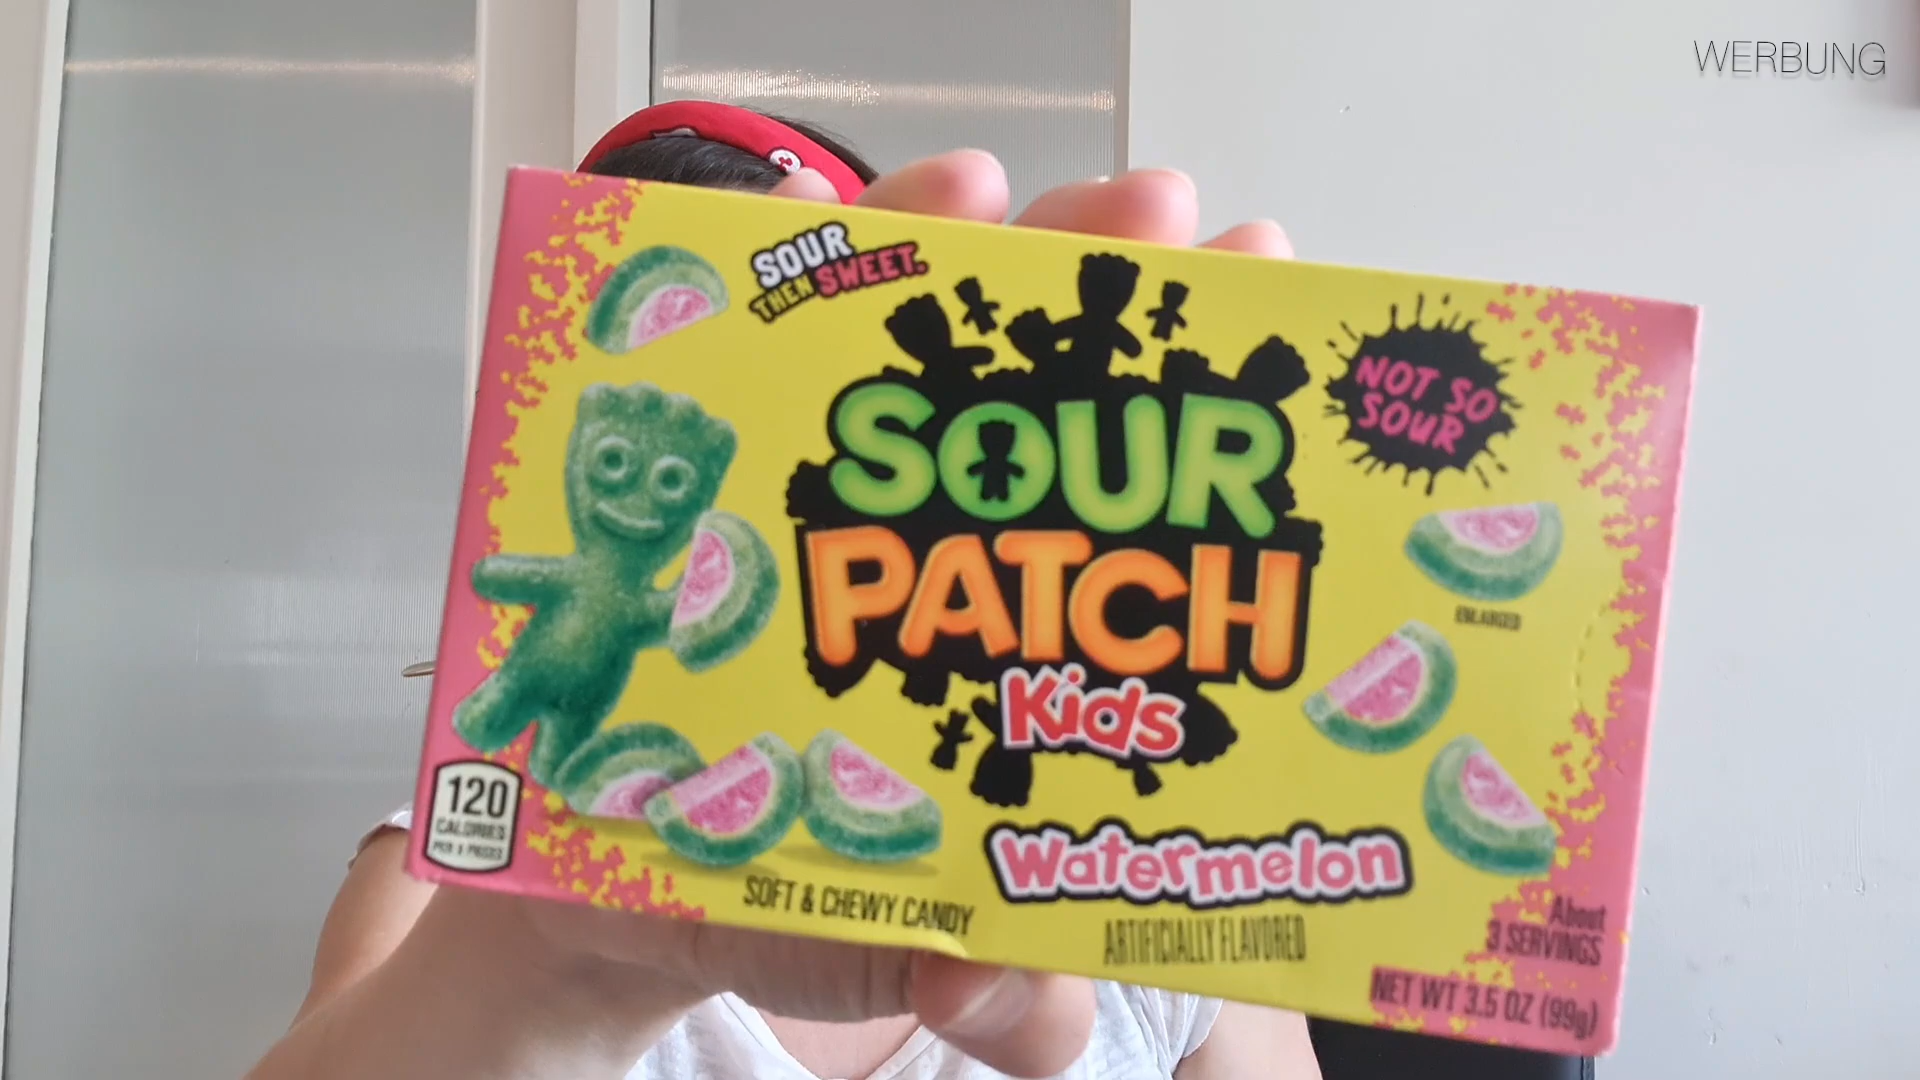 WERBUNG
SOUR
THEN SWEET.
NOT SO
SOUR
SOUR
PATCH
Kids
ENLARGED
120
CALORIES
Watermelon
SOFT & CHEWY CANDY
ARTIFICIALLY FLAVORED
About
3 SERVINGS
NET WT 3.5 OZ (99g)